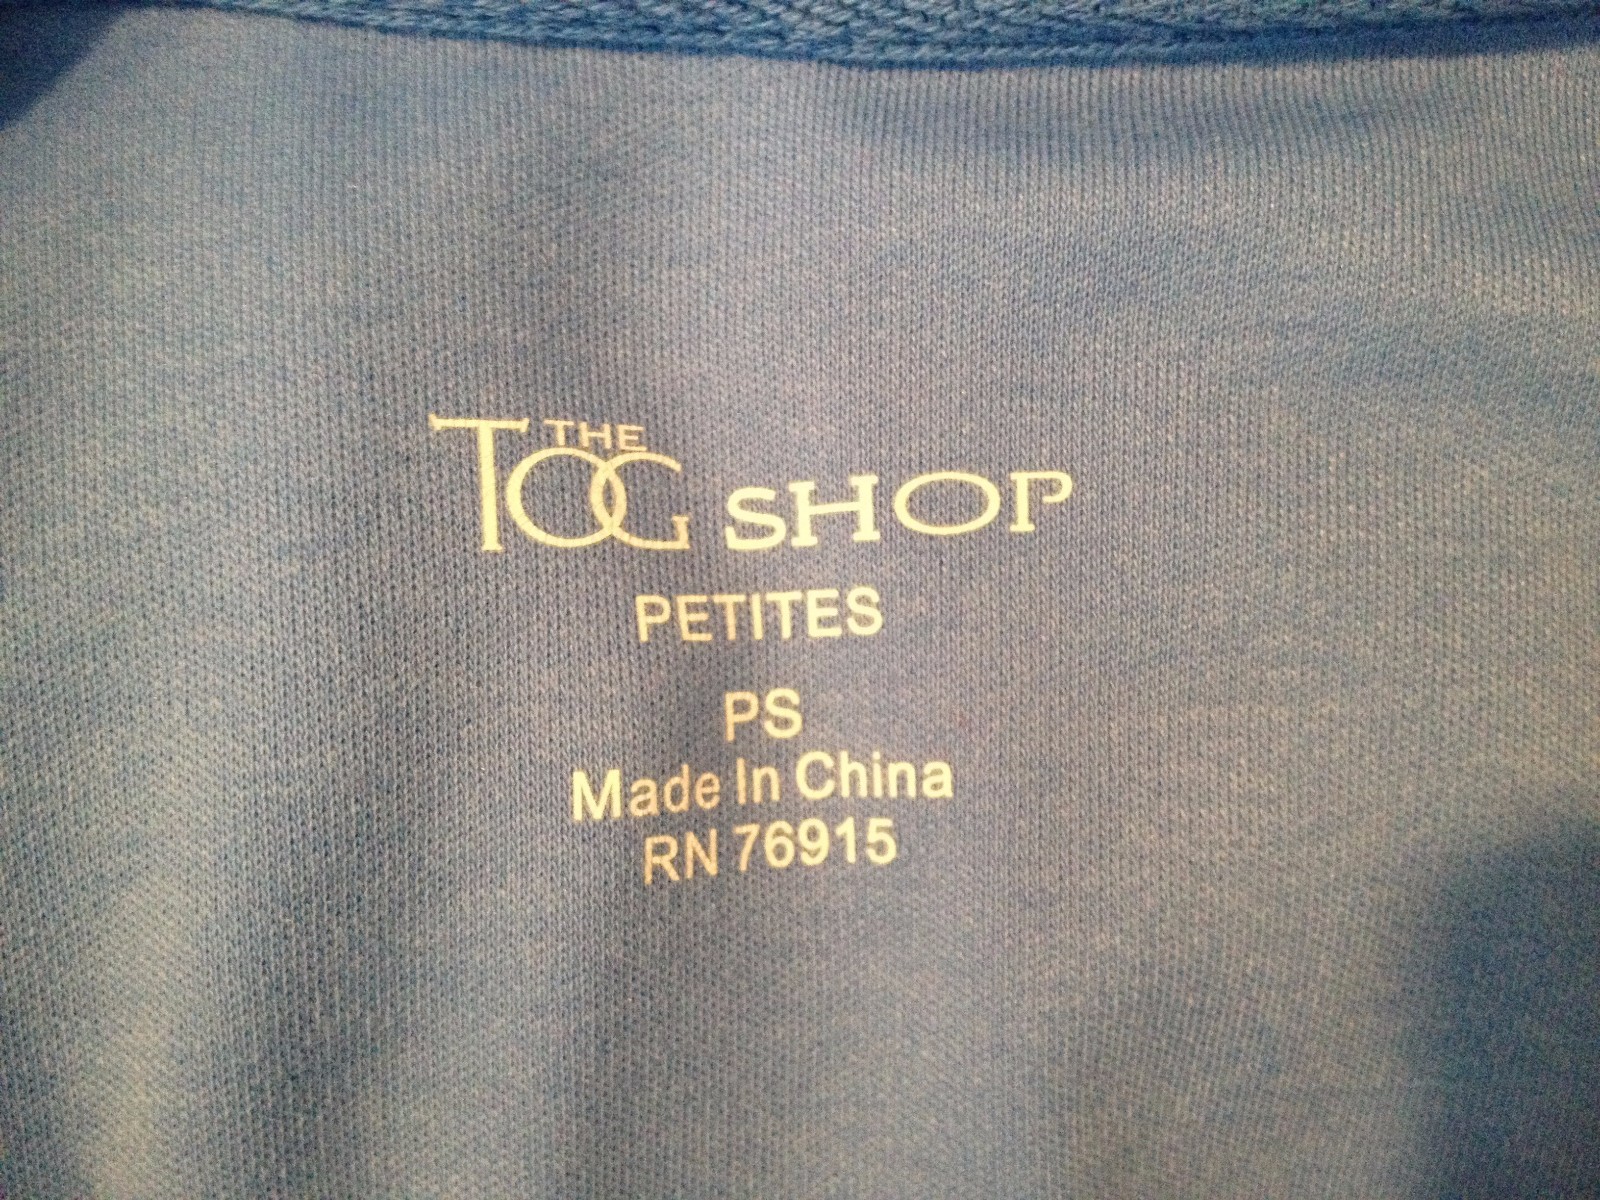 THE
TOG SHOP
PETITES
PS
Made In China
RN 76915